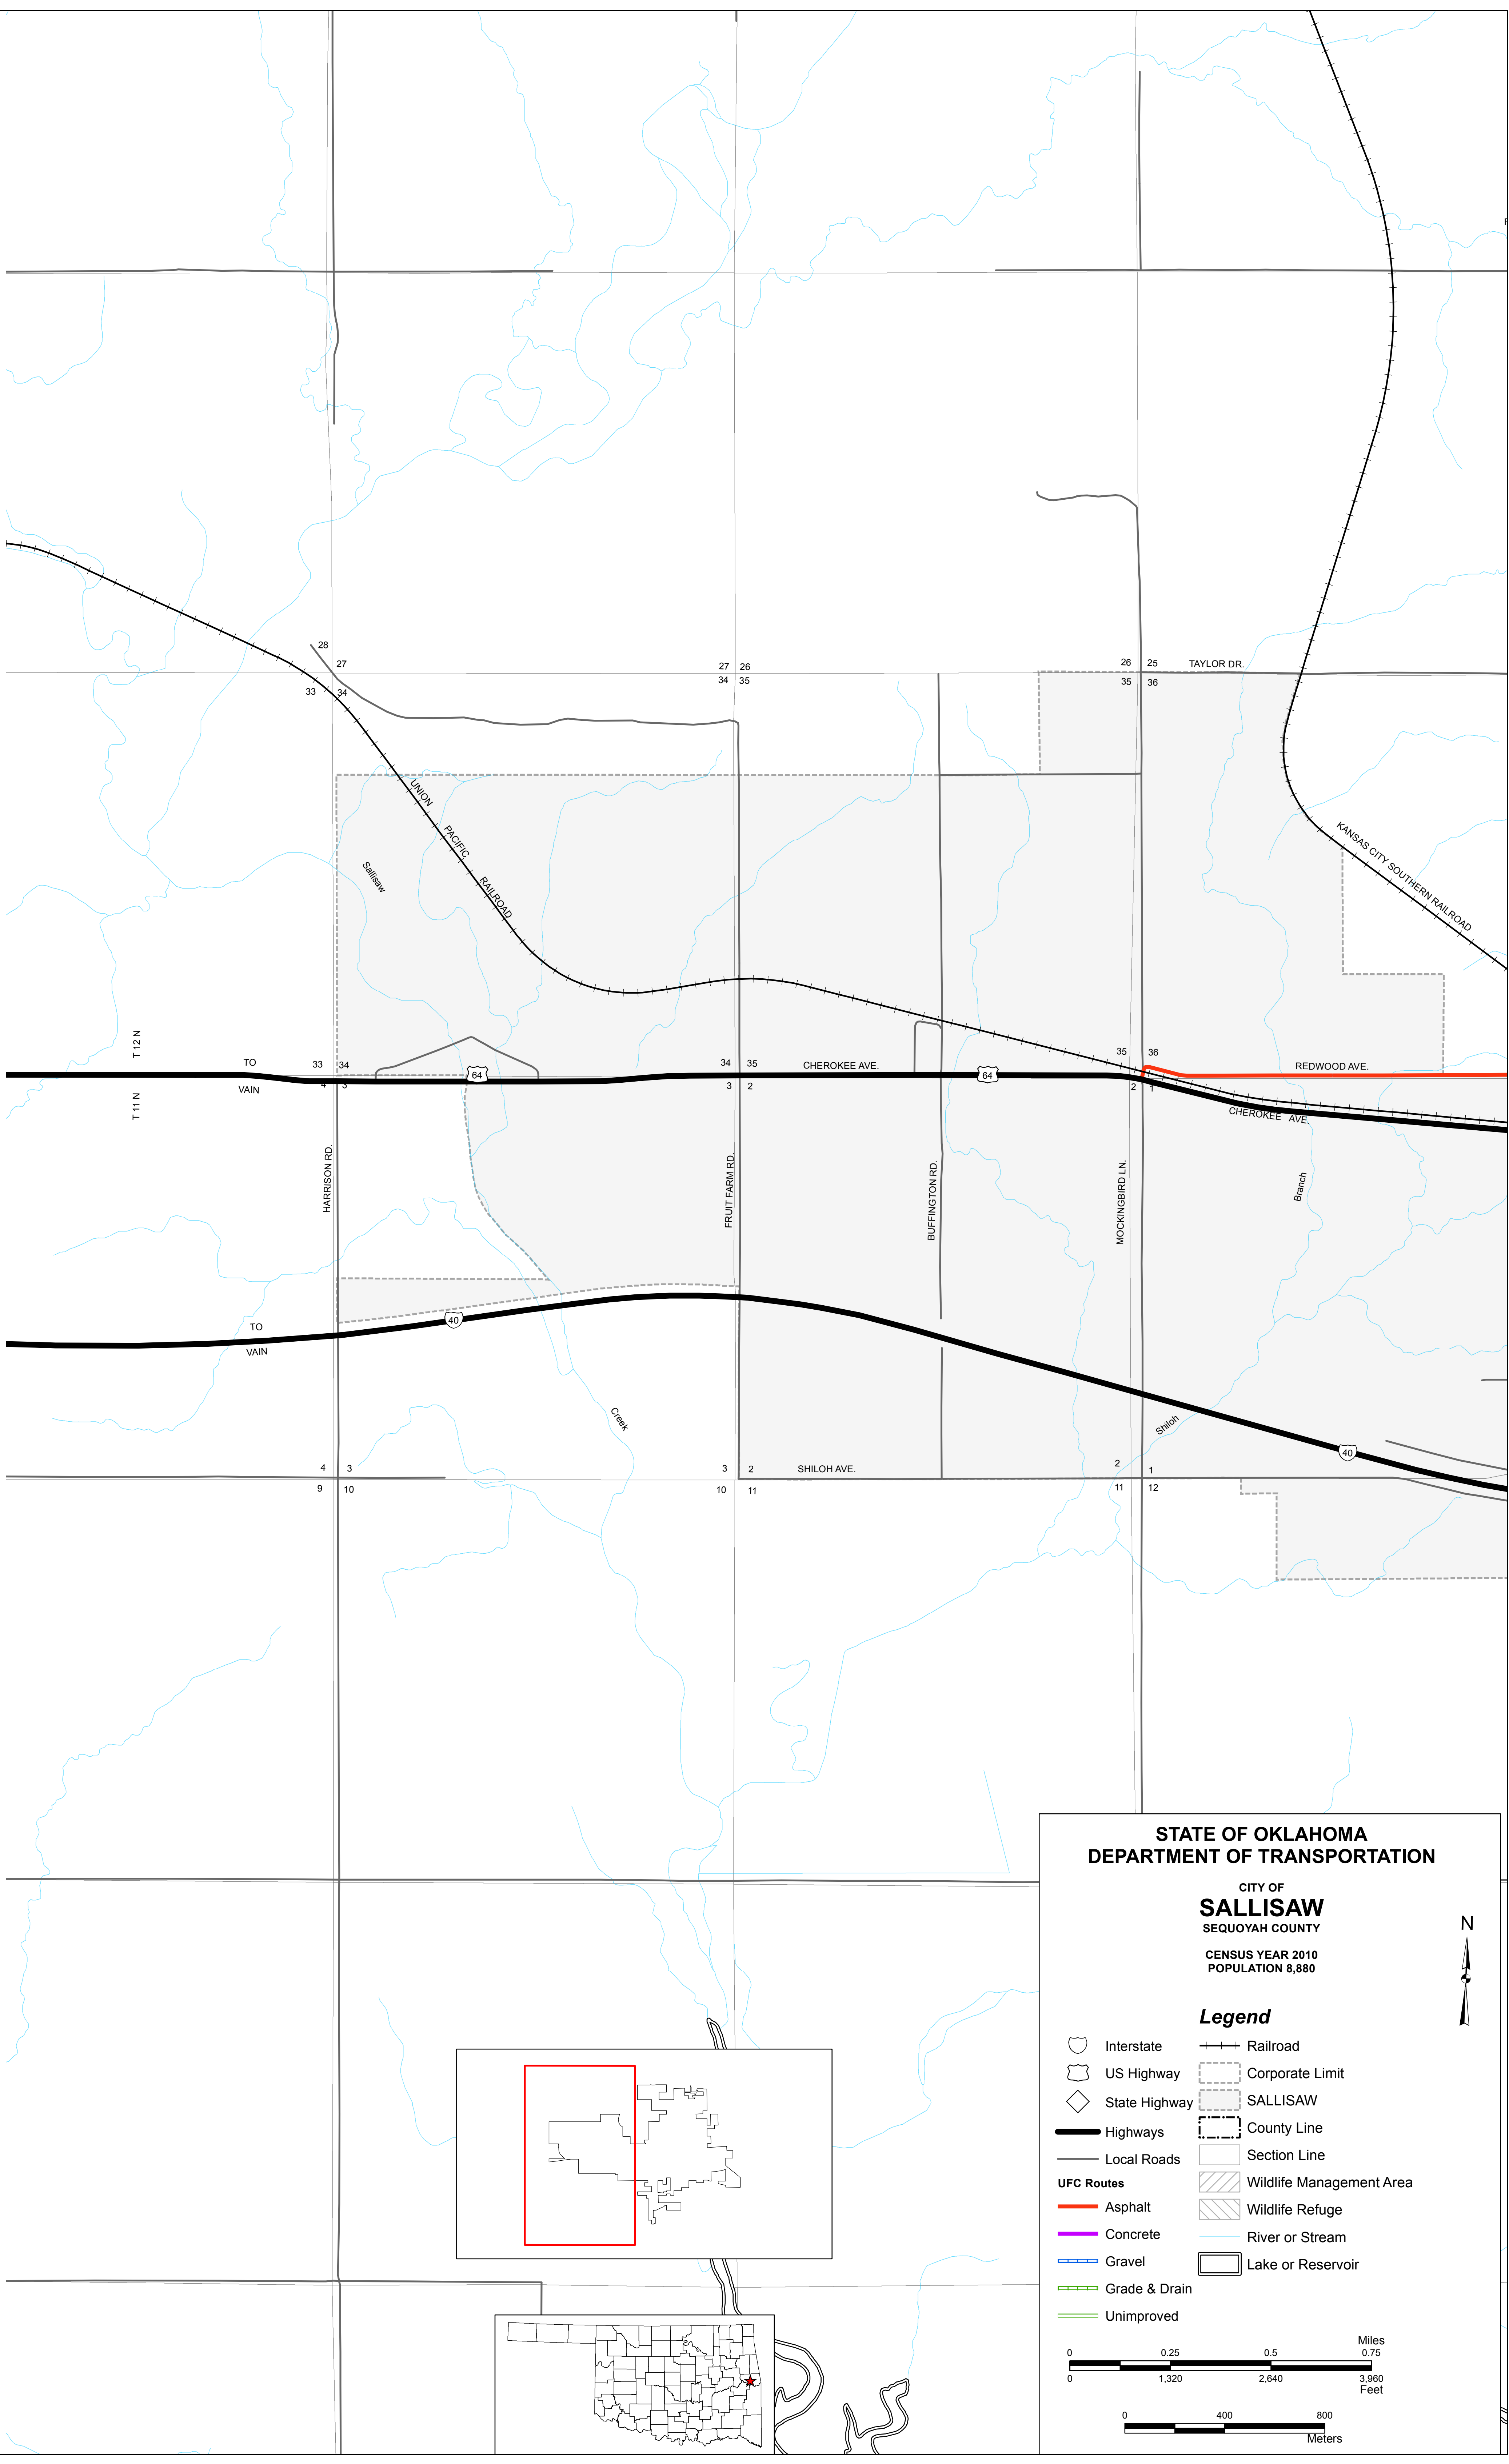 28
27
33
34
27 26
34 35
26 25
35 36
TAYLOR DR.
UNION
PACIFIC
RAILROAD
Sallisaw
KANSAS CITY SOUTHERN RAILROAD
T 12 N
T 11 N
TO
VAIN
33 34
4 3
64
34 35
3 2
CHEROKEE AVE.
64
35 36
2 1
REDWOOD AVE.
CHEROKEE AVE.
HARRISON RD.
FRUIT FARM RD.
BUFFINGTON RD.
MOCKINGBIRD LN.
Branch
TO
VAIN
40
Creek
Shiloh
40
4 3
9 10
3 2
10 11
SHILOH AVE.
2 1
11 12
STATE OF OKLAHOMA
DEPARTMENT OF TRANSPORTATION
CITY OF
SALLISAW
SEQUOYAH COUNTY
CENSUS YEAR 2010
POPULATION 8,880
N
Legend
Interstate
US Highway
State Highway
Highways
Local Roads
UFC Routes
Asphalt
Concrete
Gravel
Grade & Drain
Unimproved
Railroad
Corporate Limit
SALLISAW
County Line
Section Line
Wildlife Management Area
Wildlife Refuge
River or Stream
Lake or Reservoir
Miles
0 0.25 0.5 0.75
0 1,320 2,640 3,960
Feet
0 400 800
Meters